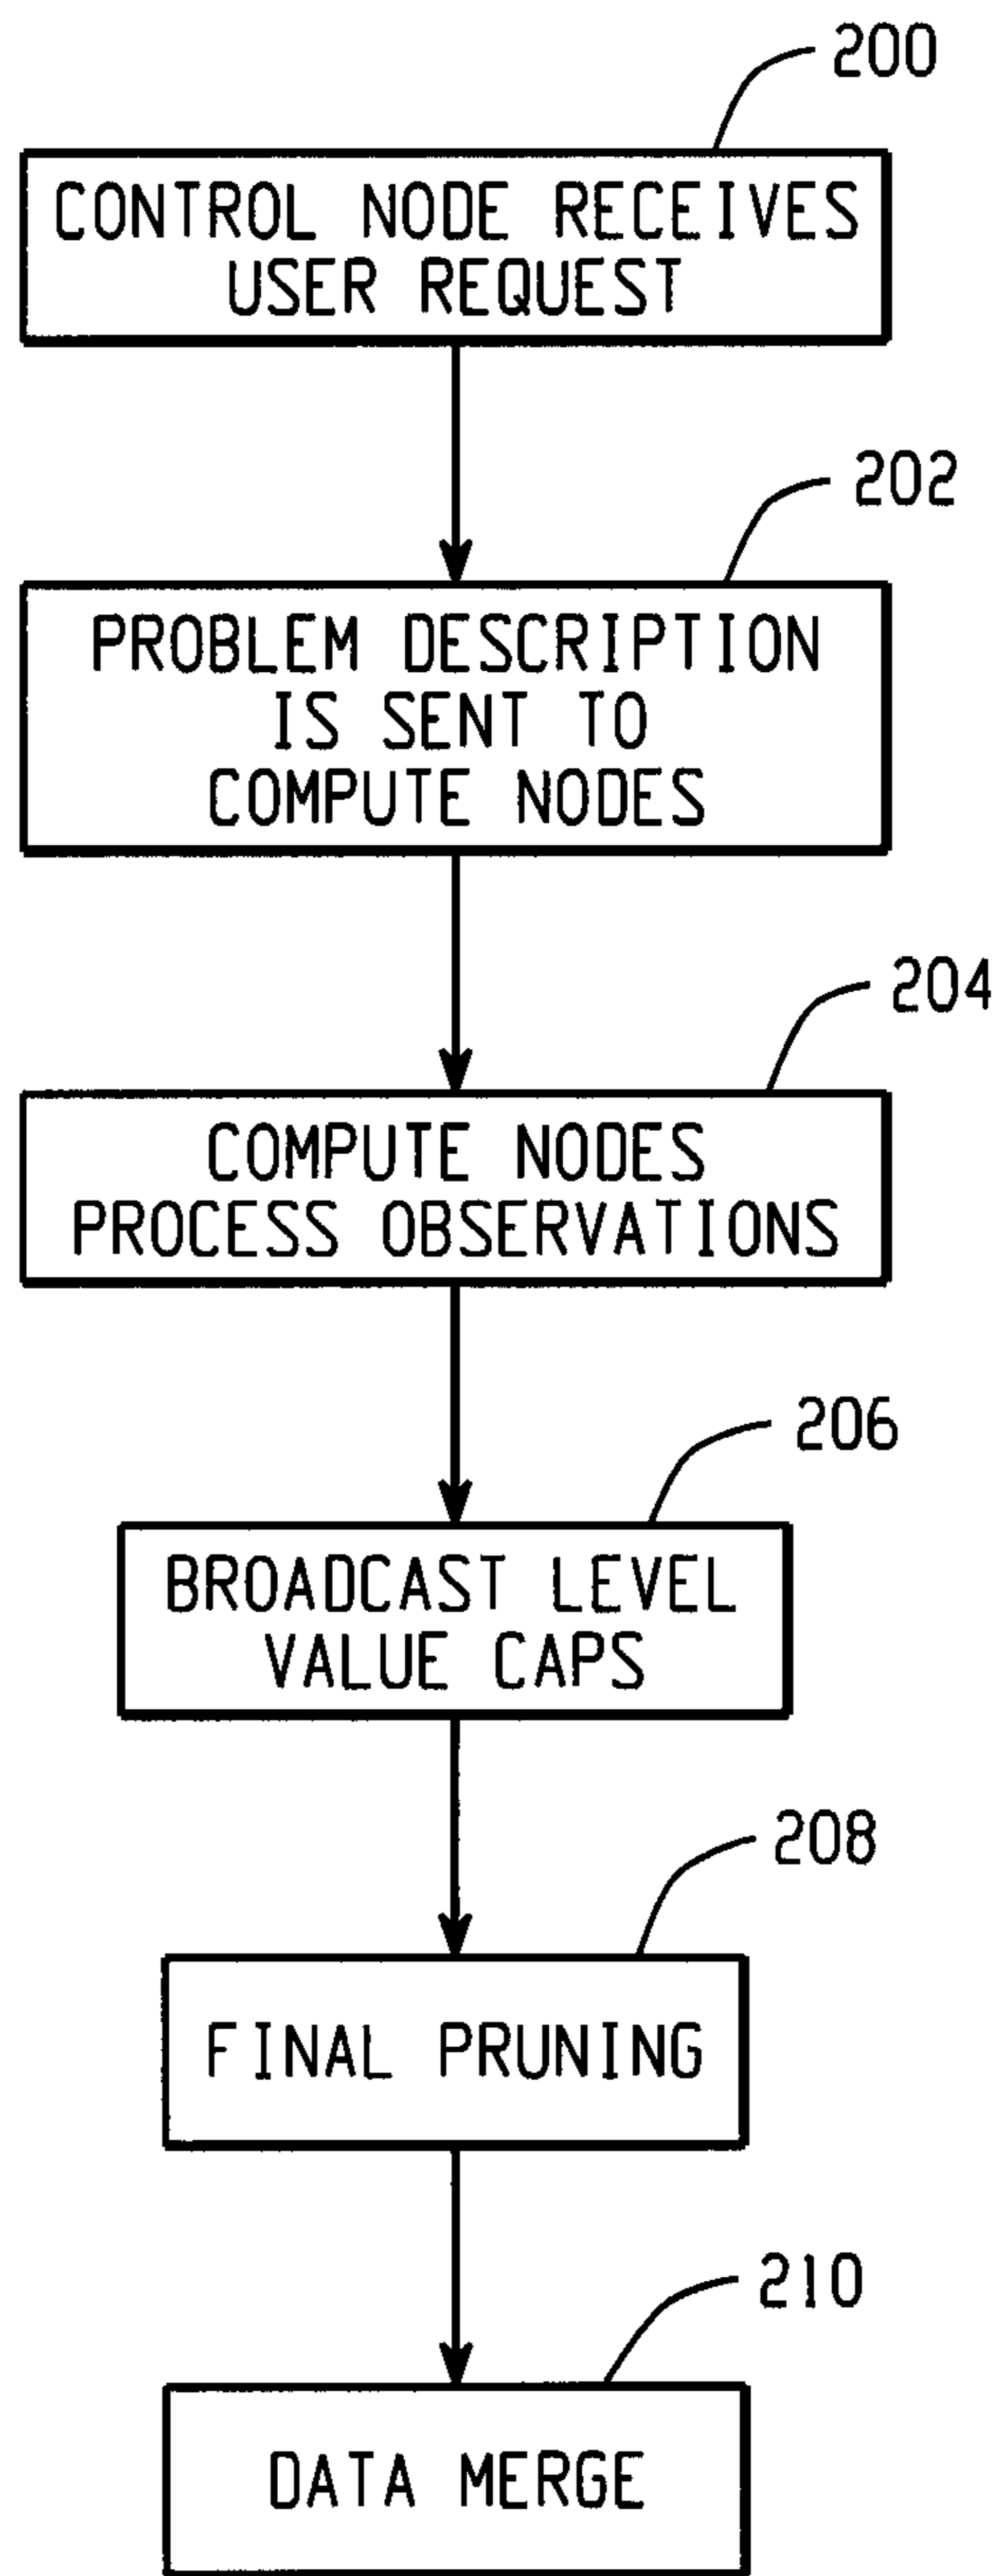 200
CONTROL NODE RECEIVES
USER REQUEST
202
PROBLEM DESCRIPTION
IS SENT TO
COMPUTE NODES
204
COMPUTE NODES
PROCESS OBSERVATIONS
206
BROADCAST LEVEL
VALUE CAPS
208
FINAL PRUNING
210
DATA MERGE